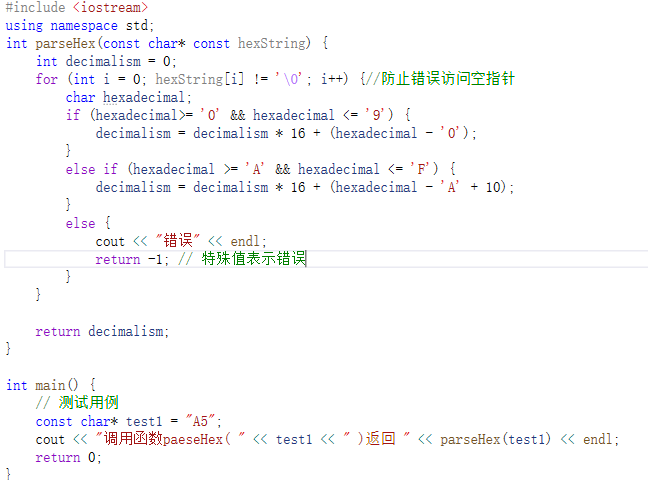 #include <iostream>
using namespace std;
int parseHex(const char* const hexString) {
    int decimalism = 0;
    for (int i = 0; hexString[i] != '\0'; i++) {//防止错误访问空指针
        char hexadecimal;
        if (hexadecimal>= '0' && hexadecimal <= '9') {
            decimalism = decimalism * 16 + (hexadecimal - '0');
        }
        else if (hexadecimal >= 'A' && hexadecimal <= 'F') {
            decimalism = decimalism * 16 + (hexadecimal - 'A' + 10);
        }
        else {
            cout << "错误" << endl;
            return -1; // 特殊值表示错误
        }
    }

    return decimalism;
}

int main() {
    // 测试用例
    const char* test1 = "A5";
    cout << "调用函数paeseHex( " << test1 << " )返回 " << parseHex(test1) << endl;
    return 0;
}